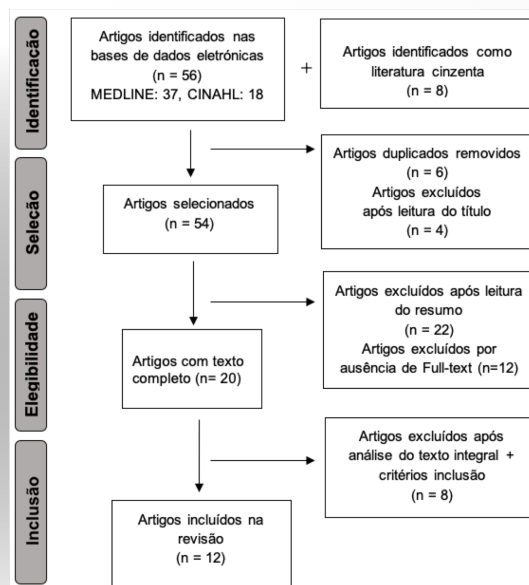 Identificação
Artigos identificados nas
bases de dados eletrónicas
(n = 56)
MEDLINE: 37, CINAHL: 18
+
Artigos identificados como
literatura cinzenta
(n = 8)
Artigos duplicados removidos
(n = 6)
Artigos excluídos
após leitura do título
(n = 4)
Seleção
Artigos selecionados
(n = 54)
Artigos excluídos após leitura
do resumo
(n = 22)
Artigos excluídos por
ausência de Full-text (n=12)
Elegibilidade
Artigos com texto
completo (n= 20)
Artigos excluídos após
análise do texto integral +
critérios inclusão
(n = 8)
Inclusão
Artigos incluídos na
revisão
(n = 12)